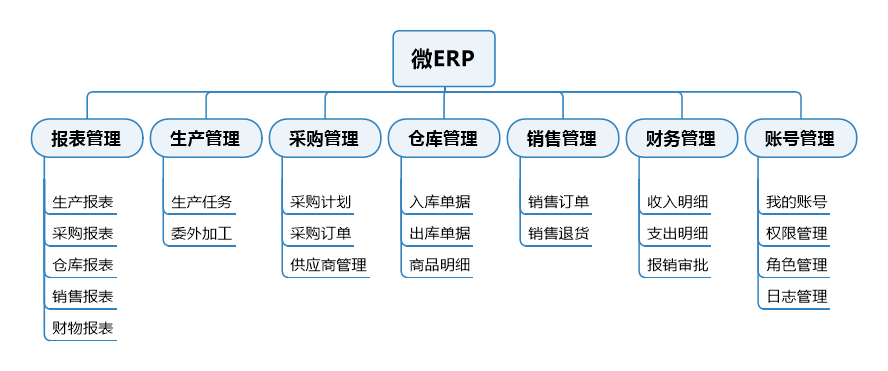 微ERP
报表管理
生产报表
采购报表
仓库报表
销售报表
财物报表
生产管理
生产任务
委外加工
采购管理
采购计划
采购订单
供应商管理
仓库管理
入库单据
出库单据
商品明细
销售管理
销售订单
销售退货
财务管理
收入明细
支出明细
报销审批
账号管理
我的账号
权限管理
角色管理
日志管理